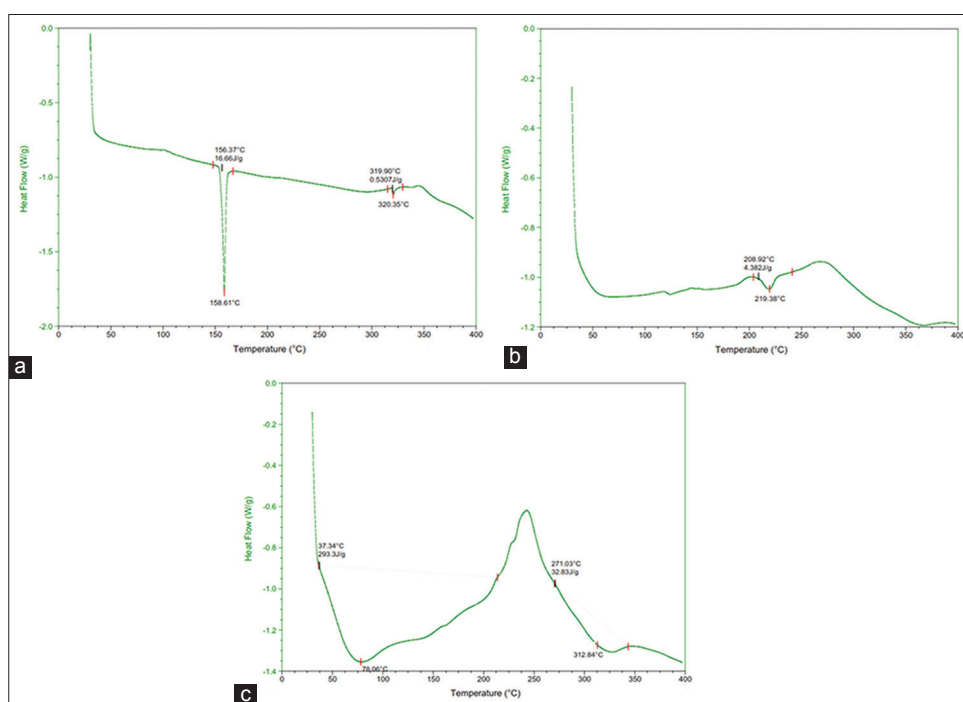 0.0
-0.5
-1.0
-1.5
-2.0
Heat Flow (W/g)
156.37°C
16.66J/g
158.61°C
319.90°C
0.5307J/g
320.35°C
0 50 100 150 200 250 300 350 400
Temperature (°C)
a
0.0
-0.2
-0.4
-0.6
-0.8
-1.0
-1.2
Heat Flow (W/g)
208.92°C
4.382J/g
219.38°C
0 50 100 150 200 250 300 350 400
Temperature (°C)
b
0.0
-0.2
-0.4
-0.6
-0.8
-1.0
-1.2
-1.4
Heat Flow (W/g)
37.34°C
293.3J/g
78.06°C
271.03°C
32.83J/g
312.84°C
0 50 100 150 200 250 300 350 400
Temperature (°C)
c